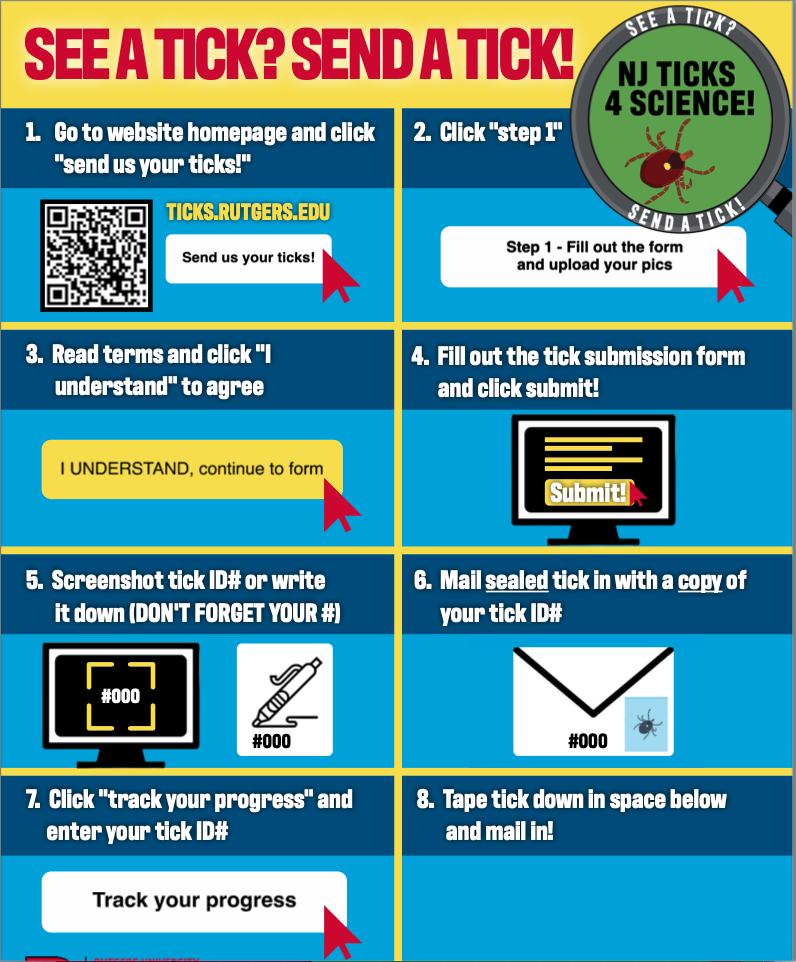 SEE A TICK? SEND A TICK!
SEE A TICK?
NJ TICKS
4 SCIENCE!
SEND A TICK!
1. Go to website homepage and click
"send us your ticks!"
TICKS.RUTGERS.EDU
Send us your ticks!
2. Click "step 1"
Step 1 - Fill out the form
and upload your pics
3. Read terms and click "I
understand" to agree
I UNDERSTAND, continue to form
4. Fill out the tick submission form
and click submit!
Submit!
5. Screenshot tick ID# or write
it down (DON'T FORGET YOUR #)
#000
#000
6. Mail sealed tick in with a copy of
your tick ID#
#000
7. Click "track your progress" and
enter your tick ID#
Track your progress
8. Tape tick down in space below
and mail in!
RUTGERS UNIVERSITY